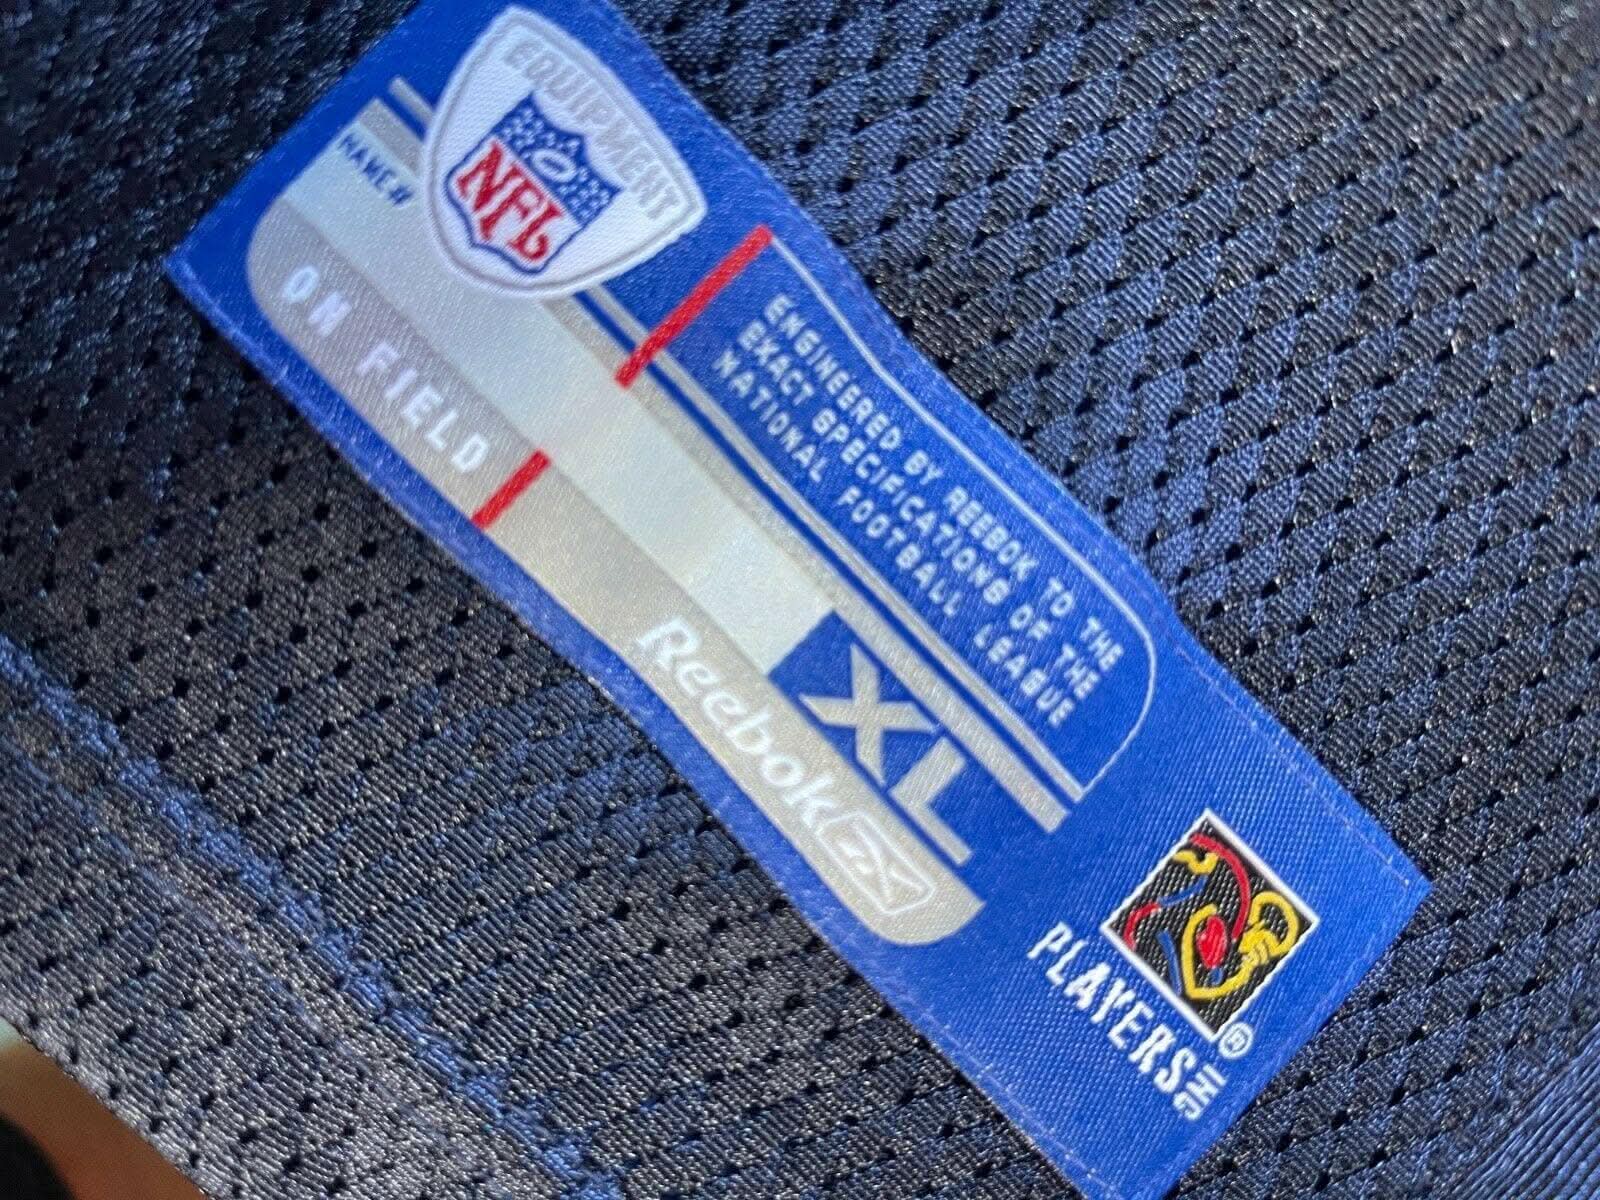 EQUIPMENT
NFL
NAME/#
ON FIELD
ENGINEERED BY REEBOK TO THE
EXACT SPECIFICATIONS OF THE
NATIONAL FOOTBALL LEAGUE
XL
Reebok
PLAYERS INC
®